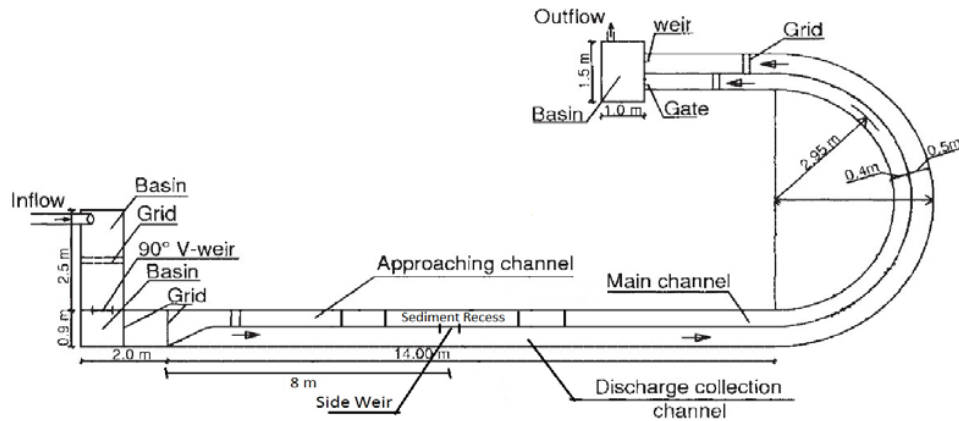 Outflow
weir
Grid
1.5 m
Basin
1.0 m
Gate
2.95 m
0.4m
0.5m
Inflow
Basin
Grid
90° V-weir
Basin
Grid
2.5 m
0.9 m
Approaching channel
Main channel
Sediment Recess
2.0 m
14.00 m
8 m
Side Weir
Discharge collection
channel